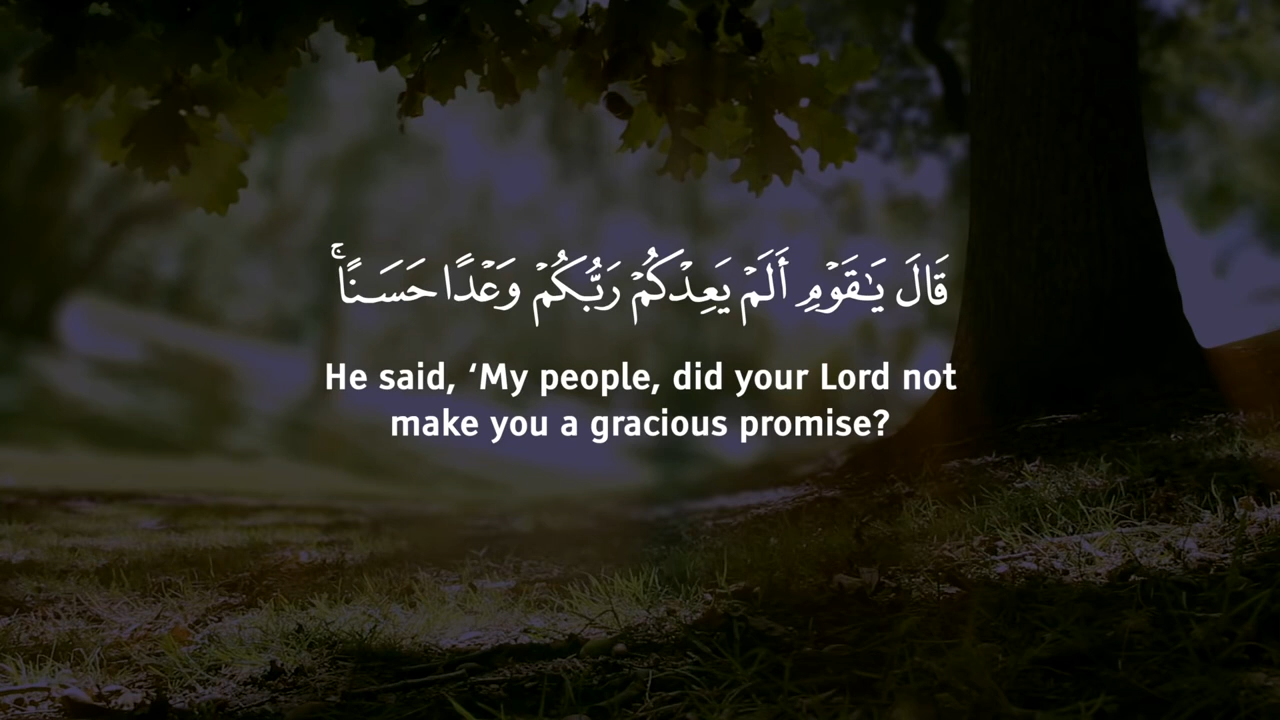 قَالَ يَـٰقَوْمِ أَلَمْ يَعِدْكُمْ رَبُّكُمْ وَعْدًا حَسَنًا ۚ
He said, ‘My people, did your Lord not
make you a gracious promise?